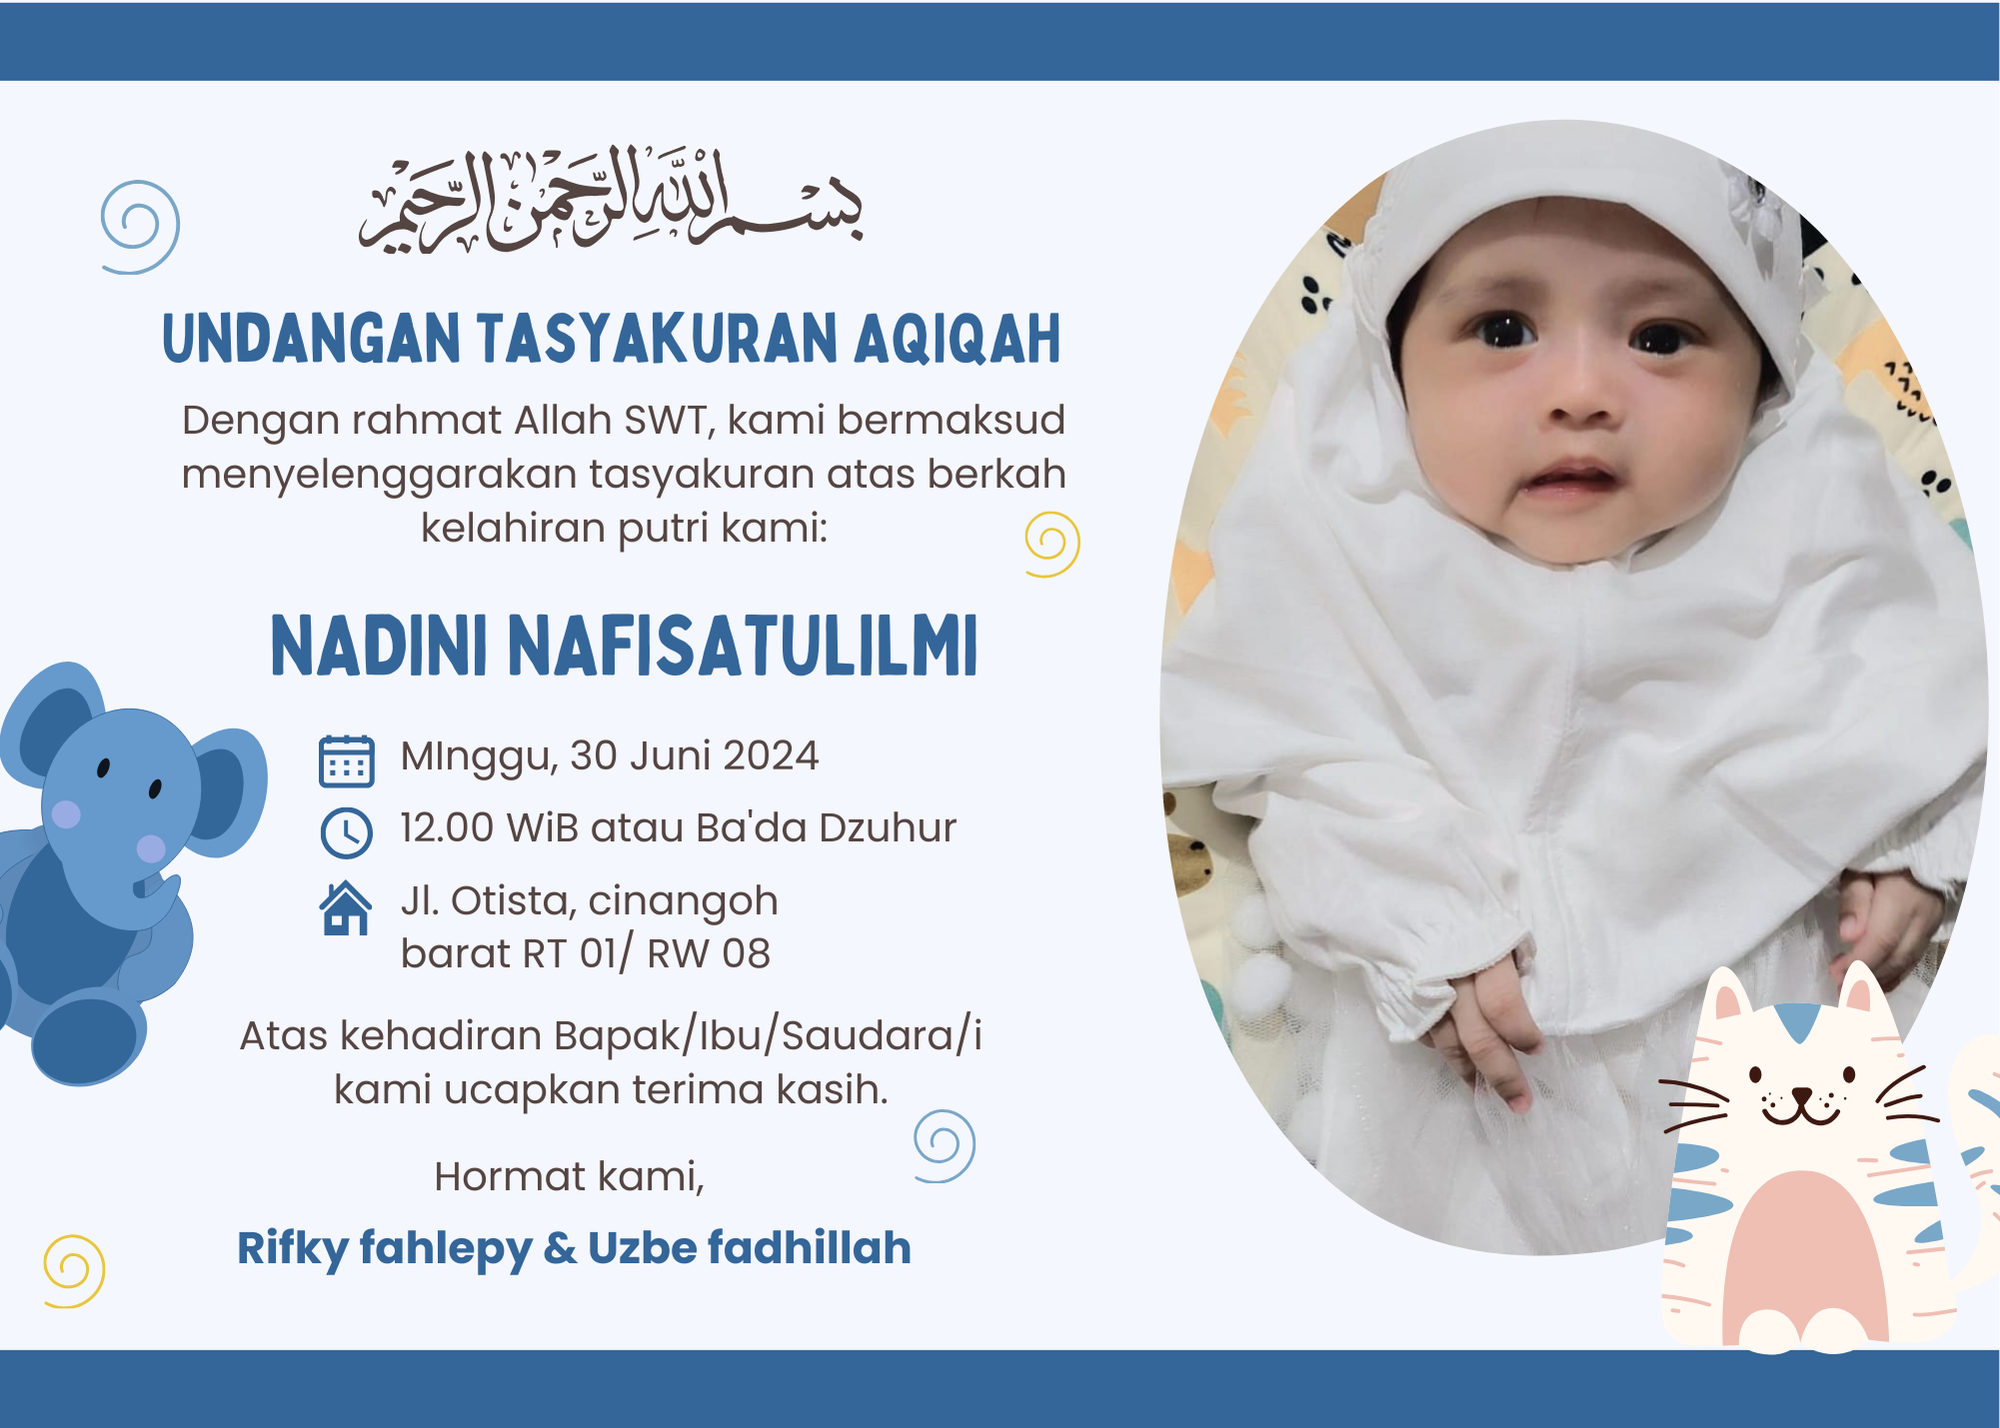 بسم الله الرحمن الرحيم
UNDANGAN TASYAKURAN AQIQAH
Dengan rahmat Allah SWT, kami bermaksud
menyelenggarakan tasyakuran atas berkah
kelahiran putri kami:
NADINI NAFISATULILMI
MInggu, 30 Juni 2024
12.00 WiB atau Ba'da Dzuhur
Jl. Otista, cinangoh
barat RT 01/ RW 08
Atas kehadiran Bapak/Ibu/Saudara/i
kami ucapkan terima kasih.
Hormat kami,
Rifky fahlepy & Uzbe fadhillah